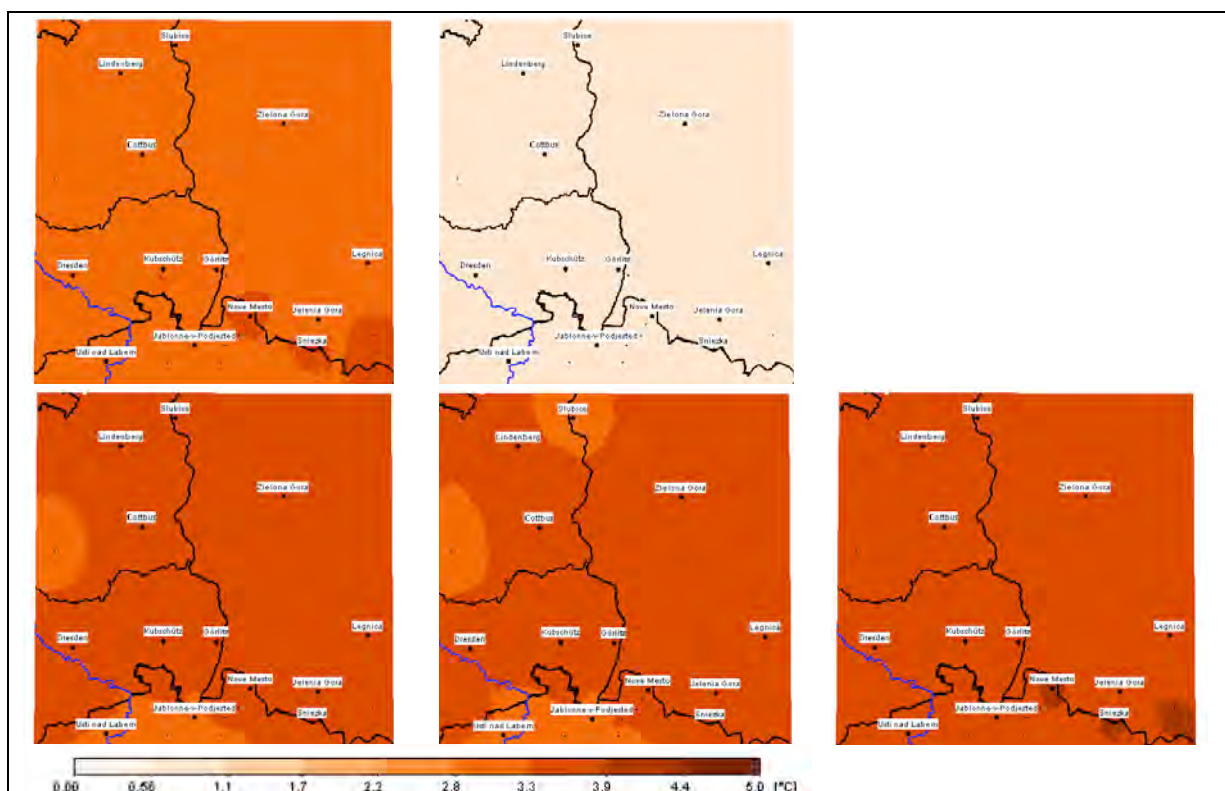 Slubice
Lindenberg
Zielona Gora
Cottbus
Legnica
Dresden
Kubschütz
Görlitz
Nove Mesto
Jelenia Gora
Jablonne-v-Podjested
Sniezka
Usti nad Labem
Slubice
Lindenberg
Zielona Gora
Cottbus
Legnica
Dresden
Kubschütz
Görlitz
Nove Mesto
Jelenia Gora
Jablonne-v-Podjested
Sniezka
Usti nad Labem
Slubice
Lindenberg
Zielona Gora
Cottbus
Legnica
Dresden
Kubschütz
Görlitz
Nove Mesto
Jelenia Gora
Jablonne-v-Podjested
Sniezka
Usti nad Labem
Slubice
Lindenberg
Zielona Gora
Cottbus
Legnica
Dresden
Kubschütz
Görlitz
Nove Mesto
Jelenia Gora
Jablonne-v-Podjested
Sniezka
Usti nad Labem
Slubice
Lindenberg
Zielona Gora
Cottbus
Legnica
Dresden
Kubschütz
Görlitz
Nove Mesto
Jelenia Gora
Jablonne-v-Podjested
Sniezka
Usti nad Labem
0.06 0.56 1.1 1.7 2.2 2.8 3.3 3.9 4.4 5.0 [°C]